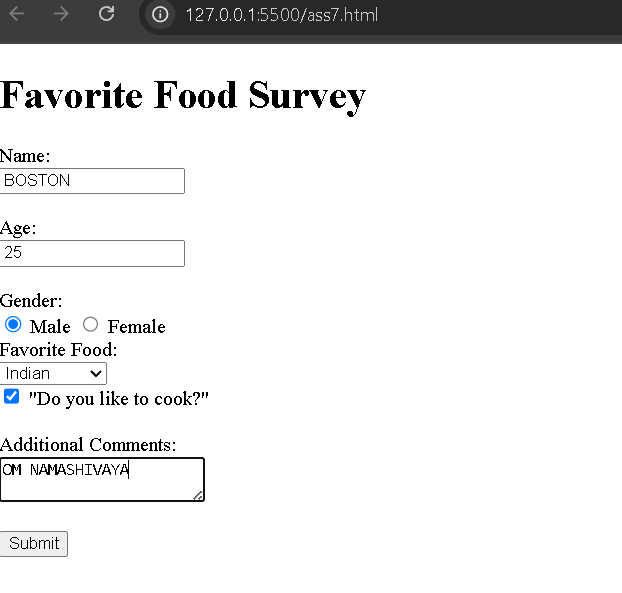 127.0.0.1:5500/ass7.html
Favorite Food Survey
Name:
BOSTON
Age:
25
Gender:
Male Female
Favorite Food:
Indian
"Do you like to cook?"
Additional Comments:
OM NAMASHIVAYA
Submit